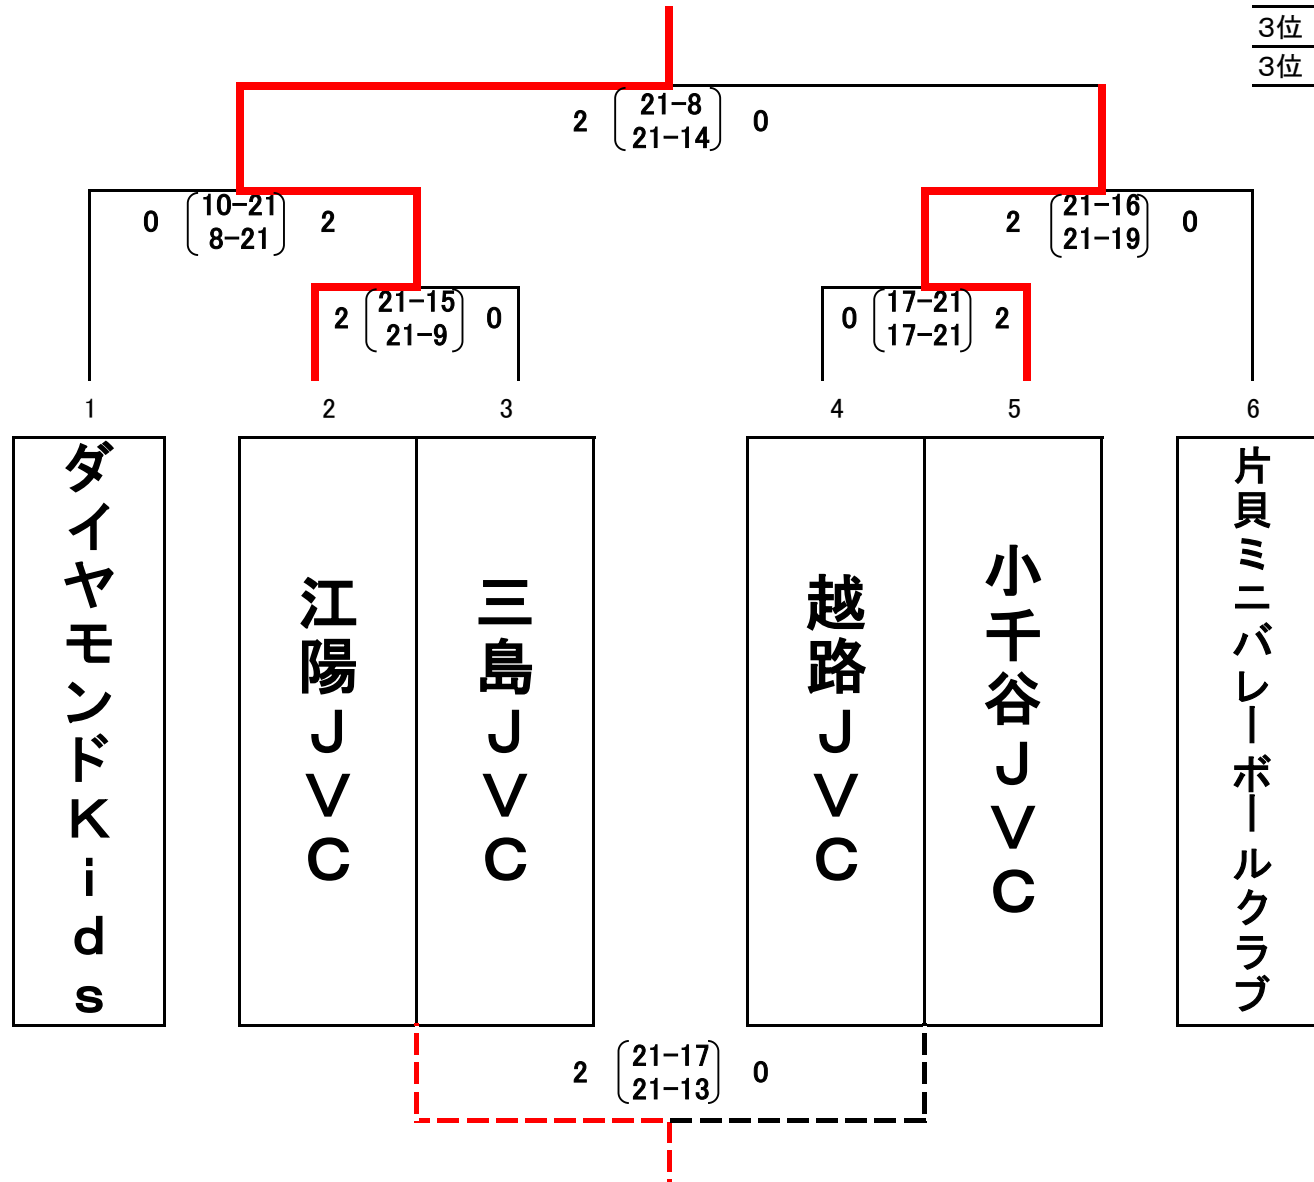 3位
3位
2 21-8 0
21-14
0 10-21 2
8-21
2 21-16 0
21-19
2 21-15 0
21-9
0 17-21 2
17-21
1
2
3
4
5
6
ダイヤモンドKids
江陽JVC
三島JVC
越路JVC
小千谷JVC
片貝ミニバレーボールクラブ
2 21-17 0
21-13